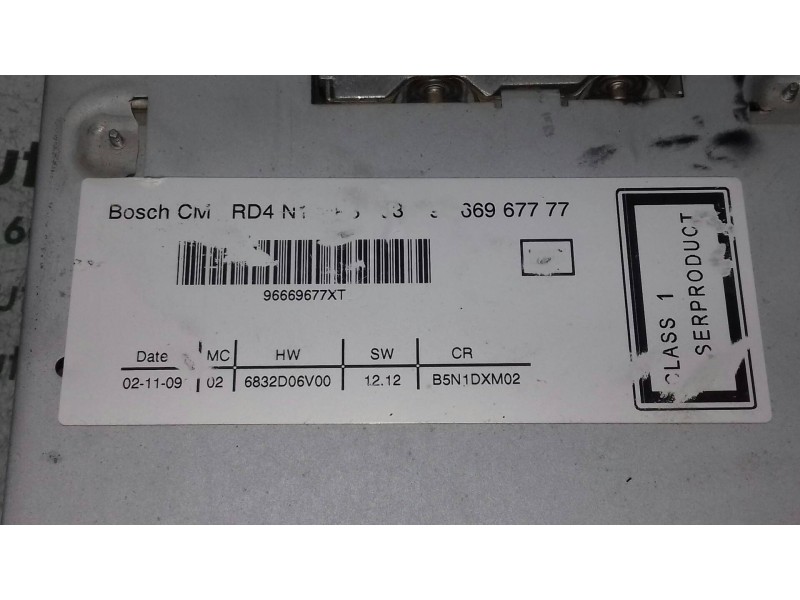 Bosch CM RD4 N1 669 677 77
96669677XT
Date MC HW SW CR
02-11-09 02 6832D06V00 12.12 B5N1DXM02
CLASS 1
SERPRODUCT